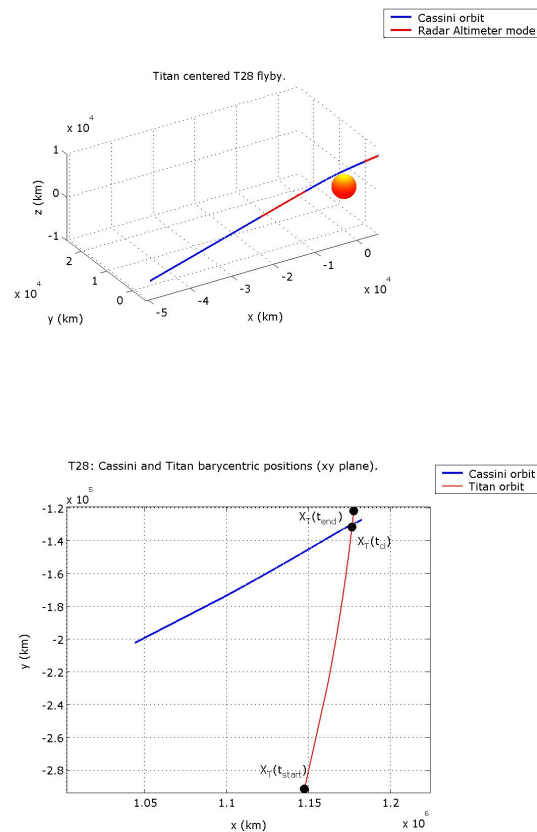 Cassini orbit
Radar Altimeter mode
Titan centered T28 flyby.
x 10^4
1
0
-1
z (km)
2
1
0
x 10^4
y (km)
-5
-4
-3
-2
-1
0
x 10^4
x (km)
T28: Cassini and Titan barycentric positions (xy plane).
Cassini orbit
Titan orbit
x 10^5
-1.2
-1.4
-1.6
-1.8
-2
-2.2
-2.4
-2.6
-2.8
y (km)
X_T(t_end)
X_T(t_cl)
X_T(t_start)
1.05
1.1
1.15
1.2
x (km)
x 10^6